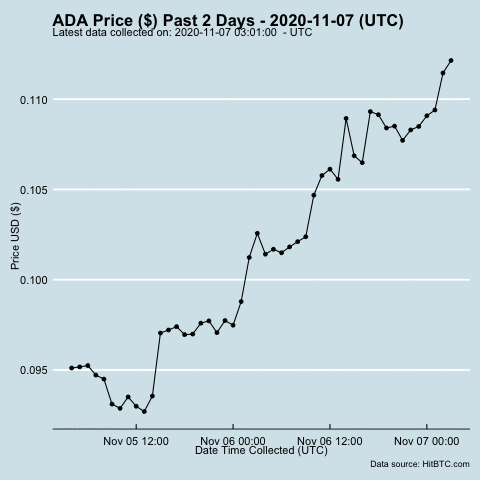 ADA Price ($) Past 2 Days - 2020-11-07 (UTC)
Latest data collected on: 2020-11-07 03:01:00  - UTC
0.110
0.105
0.100
0.095
Price USD ($)
Nov 05 12:00 Nov 06 00:00 Nov 06 12:00 Nov 07 00:00
Date Time Collected (UTC)
Data source: HitBTC.com